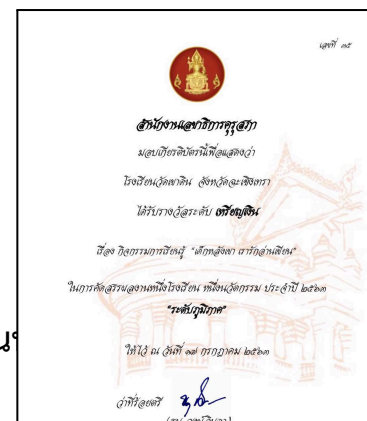 เลขที่ ๓๕
สำนักงานเลขาธิการคุรุสภา
มอบเกียรติบัตรนี้เพื่อแสดงว่า
โรงเรียนวัดเขาดิน จังหวัดฉะเชิงเทรา
ได้รับรางวัลระดับ เหรียญเงิน
เรื่อง กิจกรรมการเรียนรู้ "เด็กหลังเขา เรารักอ่านเขียน"
ในการคัดสรรผลงานหนึ่งโรงเรียน หนึ่งนวัตกรรม ประจำปี ๒๕๖๓
"ระดับภูมิภาค"
ให้ไว้ ณ วันที่ ๑๗ กรกฎาคม ๒๕๖๓
ว่าที่ร้อยตรี